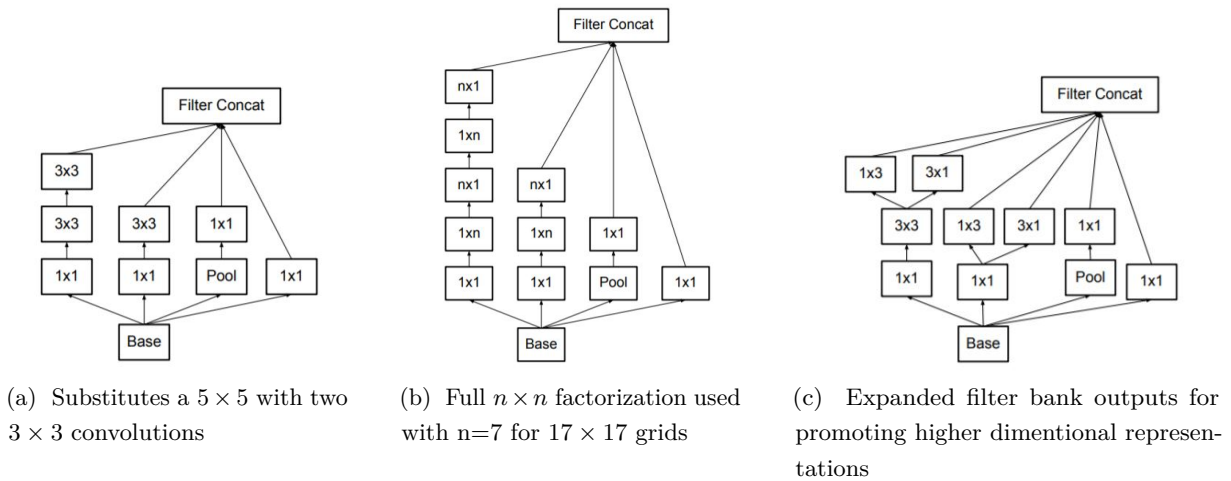 Filter Concat
3x3
3x3 3x3 1x1
1x1 1x1 Pool 1x1
Base
(a) Substitutes a 5 × 5 with two
3 × 3 convolutions
Filter Concat
nx1
1xn
nx1 nx1
1xn 1xn 1x1
1x1 1x1 Pool 1x1
Base
(b) Full n × n factorization used
with n=7 for 17 × 17 grids
Filter Concat
1x3 3x1
3x3 1x3 3x1 1x1
1x1 1x1 Pool 1x1
Base
(c) Expanded filter bank outputs for
promoting higher dimentional represen-
tations